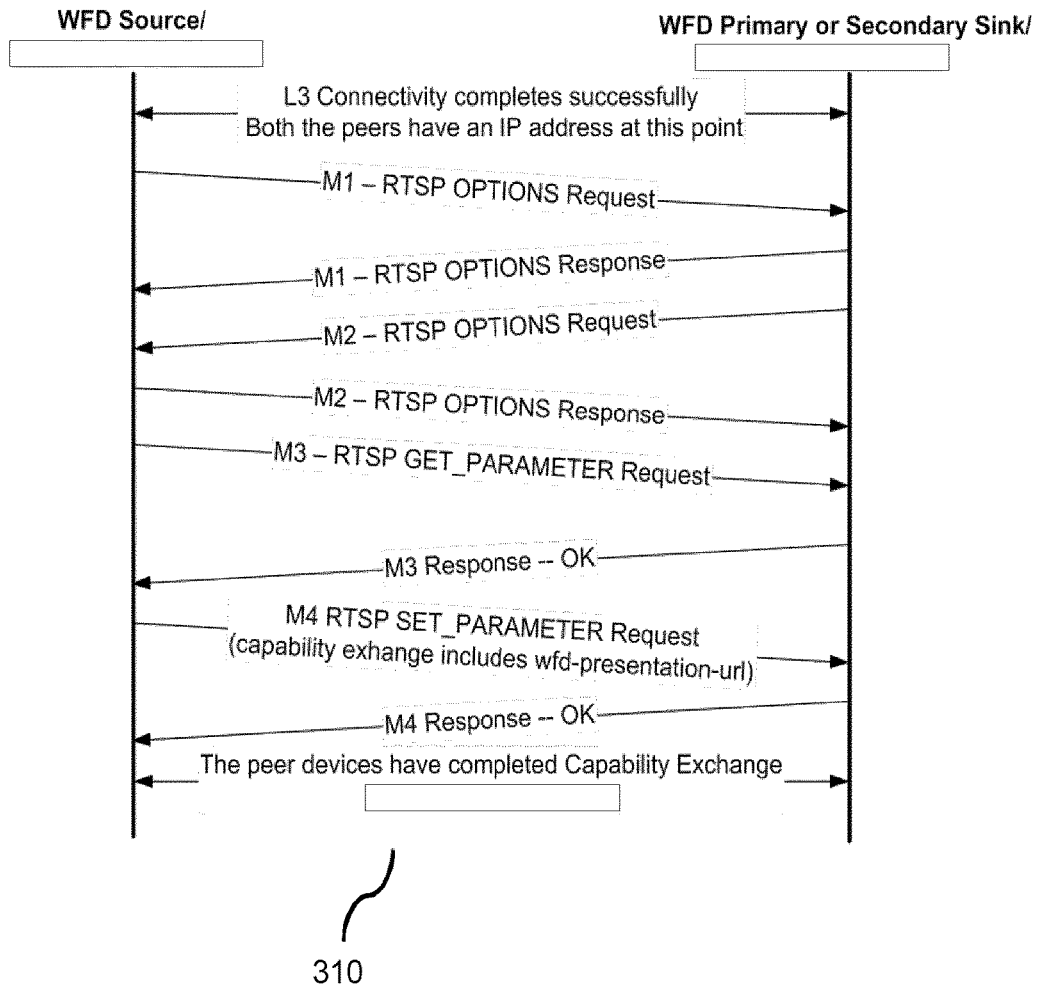 WFD Source/
WFD Primary or Secondary Sink/
L3 Connectivity completes successfully
Both the peers have an IP address at this point
M1 – RTSP OPTIONS Request
M1 – RTSP OPTIONS Response
M2 – RTSP OPTIONS Request
M2 – RTSP OPTIONS Response
M3 – RTSP GET_PARAMETER Request
M3 Response -- OK
M4 RTSP SET_PARAMETER Request
(capability exhange includes wfd-presentation-url)
M4 Response -- OK
The peer devices have completed Capability Exchange
310